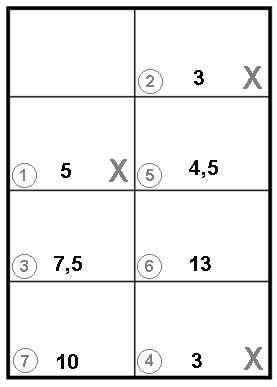 ② 3 X
① 5 X ⑤ 4,5
③ 7,5 ⑥ 13
⑦ 10 ④ 3 X